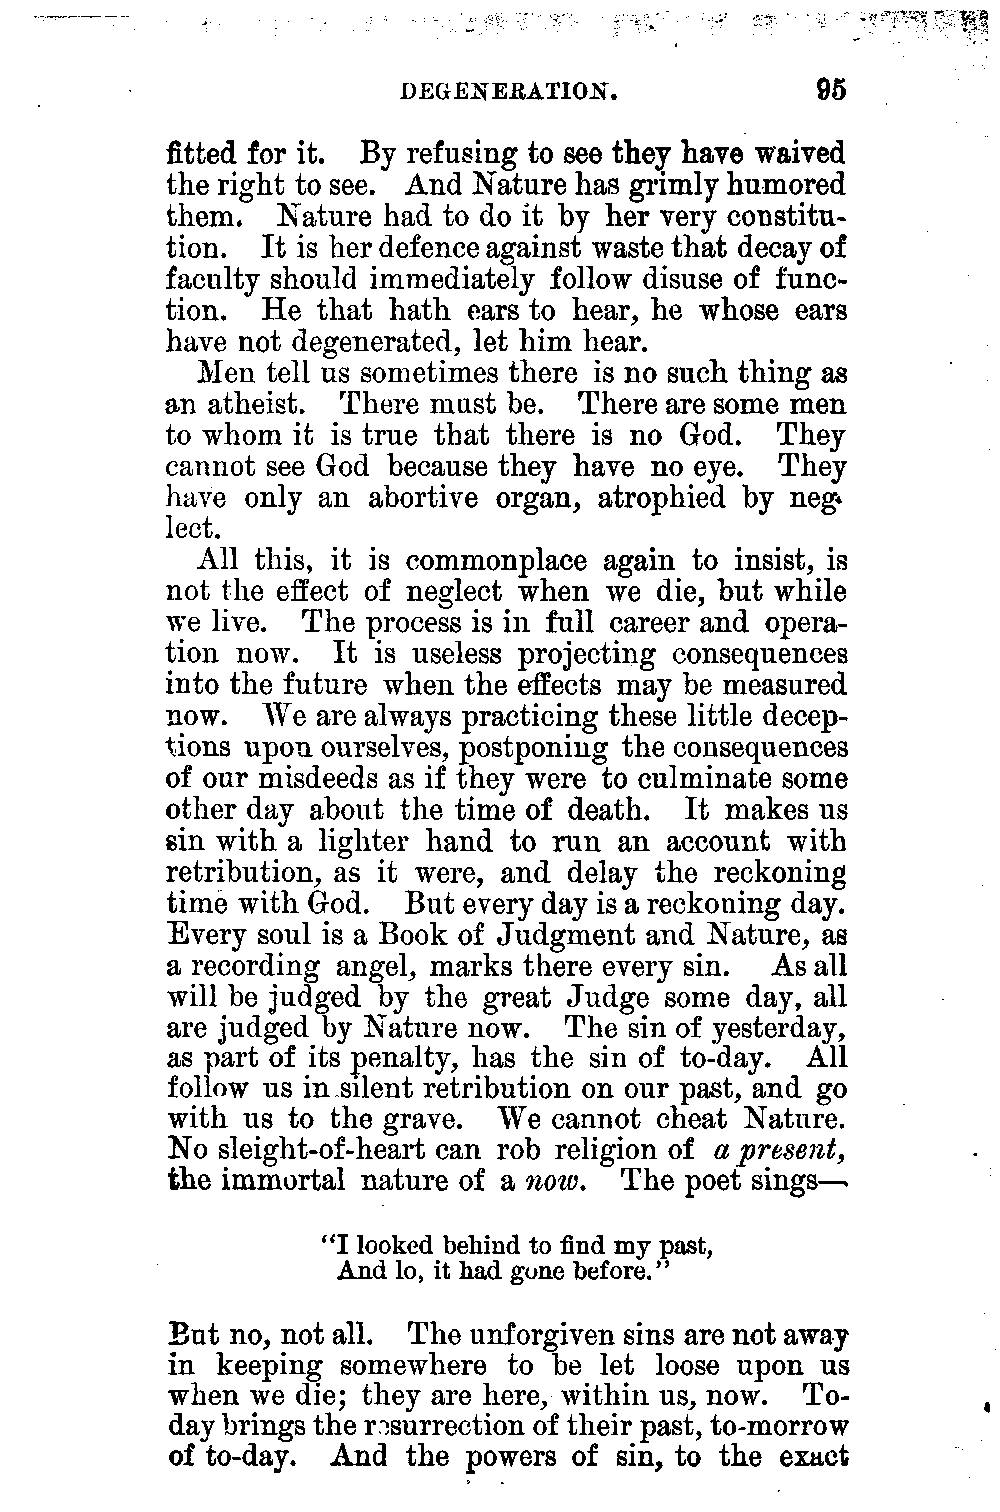 DEGENERATION. 95
fitted for it. By refusing to see they have waived
the right to see. And Nature has grimly humored
them. Nature had to do it by her very constitu-
tion. It is her defence against waste that decay of
faculty should immediately follow disuse of func-
tion. He that hath ears to hear, he whose ears
have not degenerated, let him hear.
Men tell us sometimes there is no such thing as
an atheist. There must be. There are some men
to whom it is true that there is no God. They
cannot see God because they have no eye. They
have only an abortive organ, atrophied by neg-
lect.
All this, it is commonplace again to insist, is
not the effect of neglect when we die, but while
we live. The process is in full career and opera-
tion now. It is useless projecting consequences
into the future when the effects may be measured
now. We are always practicing these little decep-
tions upon ourselves, postponing the consequences
of our misdeeds as if they were to culminate some
other day about the time of death. It makes us
sin with a lighter hand to run an account with
retribution, as it were, and delay the reckoning
time with God. But every day is a reckoning day.
Every soul is a Book of Judgment and Nature, as
a recording angel, marks there every sin. As all
will be judged by the great Judge some day, all
are judged by Nature now. The sin of yesterday,
as part of its penalty, has the sin of to-day. All
follow us in silent retribution on our past, and go
with us to the grave. We cannot cheat Nature.
No sleight-of-heart can rob religion of a present,
the immortal nature of a now. The poet sings—
"I looked behind to find my past,
And lo, it had gone before."
But no, not all. The unforgiven sins are not away
in keeping somewhere to be let loose upon us
when we die; they are here, within us, now. To-
day brings the resurrection of their past, to-morrow
of to-day. And the powers of sin, to the exact